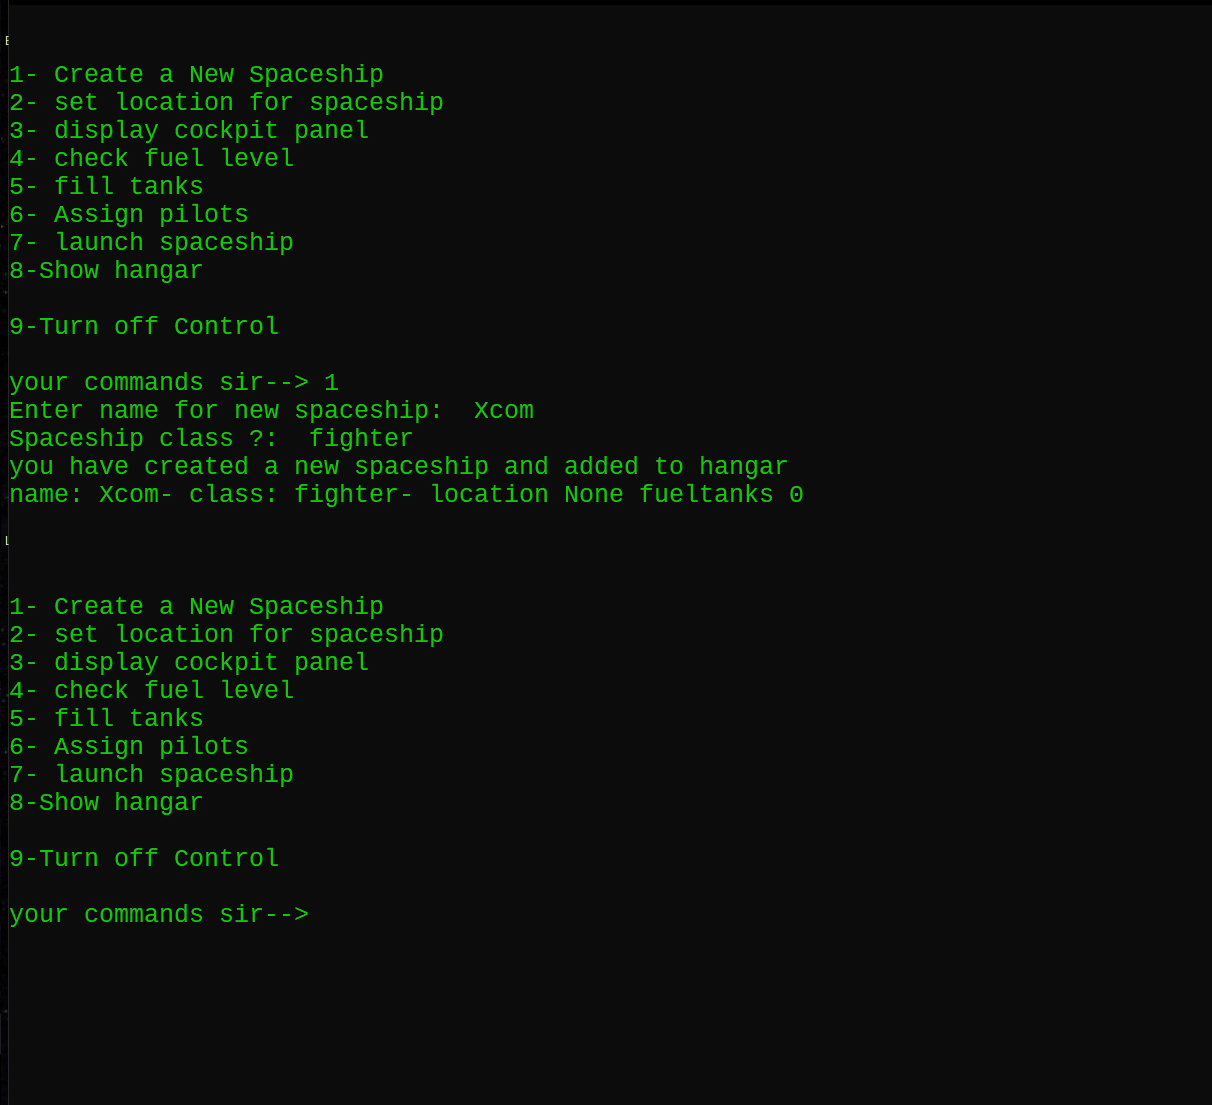 1- Create a New Spaceship
2- set location for spaceship
3- display cockpit panel
4- check fuel level
5- fill tanks
6- Assign pilots
7- launch spaceship
8-Show hangar
9-Turn off Control
your commands sir--> 1
Enter name for new spaceship:  Xcom
Spaceship class ?:  fighter
you have created a new spaceship and added to hangar
name: Xcom- class: fighter- location None fueltanks 0
1- Create a New Spaceship
2- set location for spaceship
3- display cockpit panel
4- check fuel level
5- fill tanks
6- Assign pilots
7- launch spaceship
8-Show hangar
9-Turn off Control
your commands sir-->